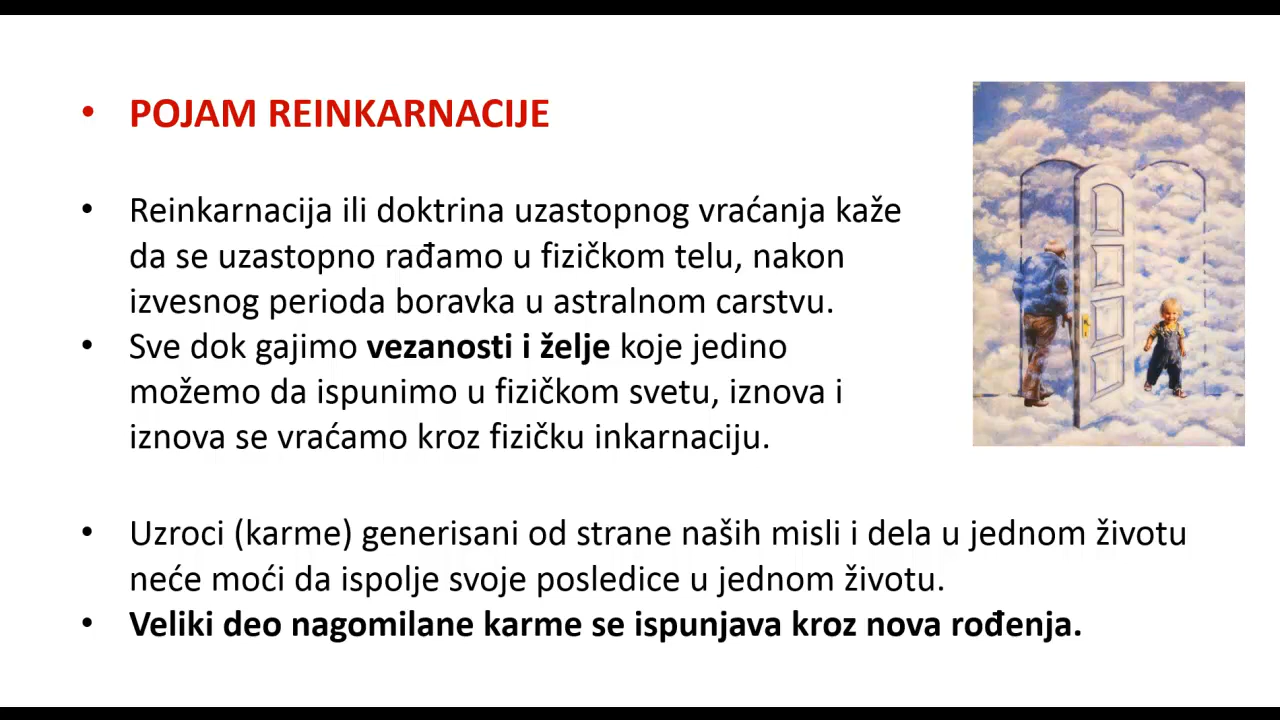 • POJAM REINKARNACIJE
• Reinkarnacija ili doktrina uzastopnog vraćanja kaže
da se uzastopno rađamo u fizičkom telu, nakon
izvesnog perioda boravka u astralnom carstvu.
• Sve dok gajimo vezanosti i želje koje jedino
možemo da ispunimo u fizičkom svetu, iznova i
iznova se vraćamo kroz fizičku inkarnaciju.
• Uzroci (karme) generisani od strane naših misli i dela u jednom životu
neće moći da ispolje svoje posledice u jednom životu.
• Veliki deo nagomilane karme se ispunjava kroz nova rođenja.